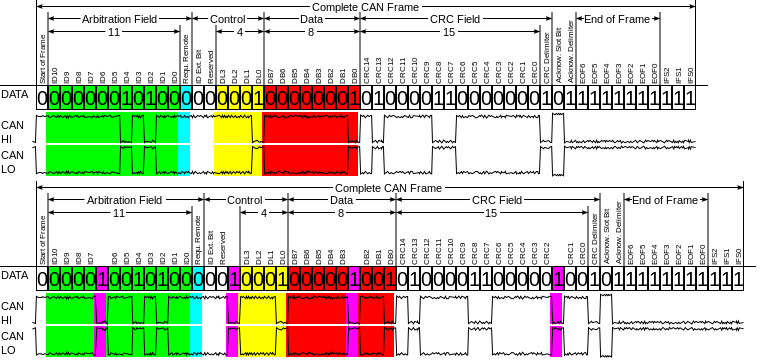 Complete CAN Frame
Arbitration Field Control Data CRC Field End of Frame
11 4 8 15
Start of Frame ID10 ID9 ID8 ID7 ID6 ID5 ID4 ID3 ID2 ID1 ID0 Requ. Remote ID Ext. Bit Reserved DL3 DL2 DL1 DL0 DB7 DB6 DB5 DB4 DB3 DB2 DB1 DB0 CRC14 CRC13 CRC12 CRC11 CRC10 CRC9 CRC8 CRC7 CRC6 CRC5 CRC4 CRC3 CRC2 CRC1 CRC0 CRC Delimiter Acknow. Slot Bit Acknow. Delimiter EOF6 EOF5 EOF4 EOF3 EOF2 EOF1 EOF0 IFS2 IFS1 IFS0
DATA 0 0 0 0 0 0 0 1 0 1 0 0 0 0 0 0 0 0 1 0 0 0 0 0 0 0 1 0 1 0 0 0 0 1 1 0 0 0 0 0 0 0 1 0 1 1 1 1 1 1 1 1 1 1 1
CAN
HI
CAN
LO
Complete CAN Frame
Arbitration Field Control Data CRC Field End of Frame
11 4 8 15
Start of Frame ID10 ID9 ID8 ID7 ID6 ID5 ID4 ID3 ID2 ID1 ID0 Requ. Remote ID Ext. Bit Reserved DL3 DL2 DL1 DL0 DB7 DB6 DB5 DB4 DB3 DB2 DB1 DB0 CRC14 CRC13 CRC12 CRC11 CRC10 CRC9 CRC8 CRC7 CRC6 CRC5 CRC4 CRC3 CRC2 CRC1 CRC0 CRC Delimiter Acknow. Slot Bit Acknow. Delimiter EOF6 EOF5 EOF4 EOF3 EOF2 EOF1 EOF0 IFS2 IFS1 IFS0
DATA 0 0 0 0 0 1 0 0 1 0 1 0 0 0 0 0 1 0 0 0 1 0 0 0 0 0 1 0 0 1 0 1 0 0 0 0 1 1 0 0 0 0 0 1 0 0 1 0 1 1 1 1 1 1 1 1 1 1 1
CAN
HI
CAN
LO